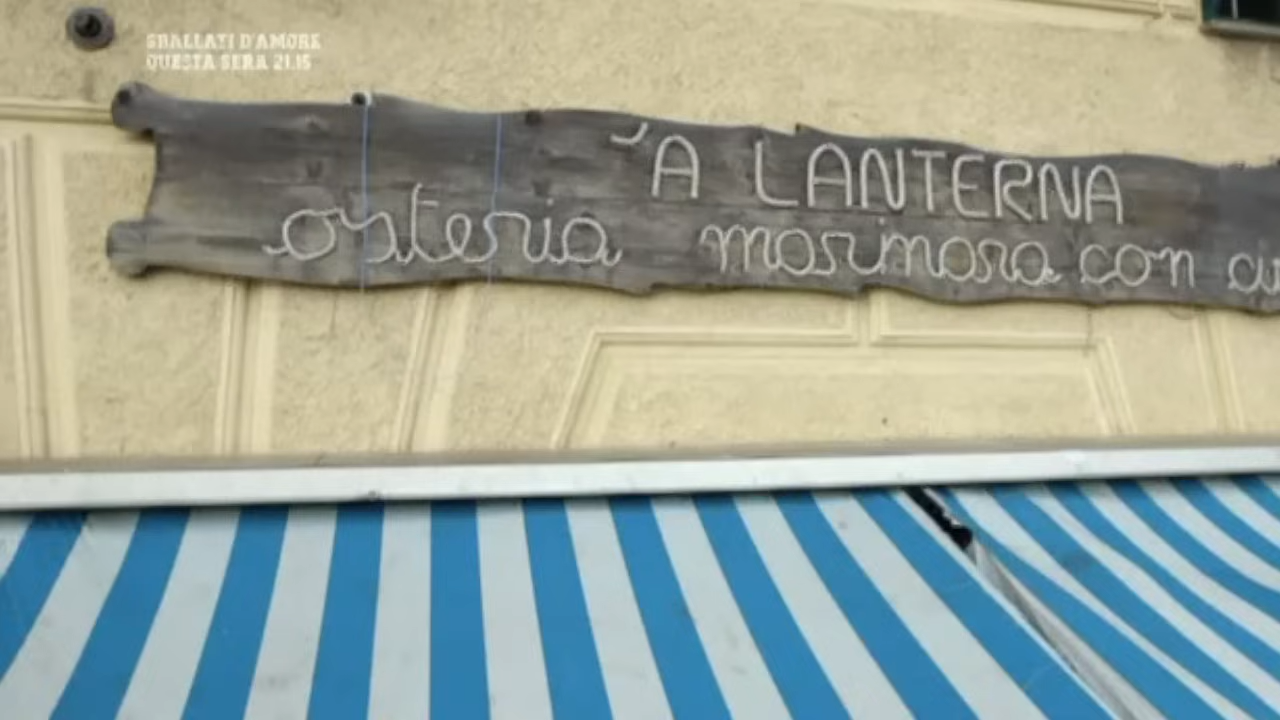 SBALLATI D'AMORE
QUESTA SERA 21.15
'A LANTERNA
osteria marinara con